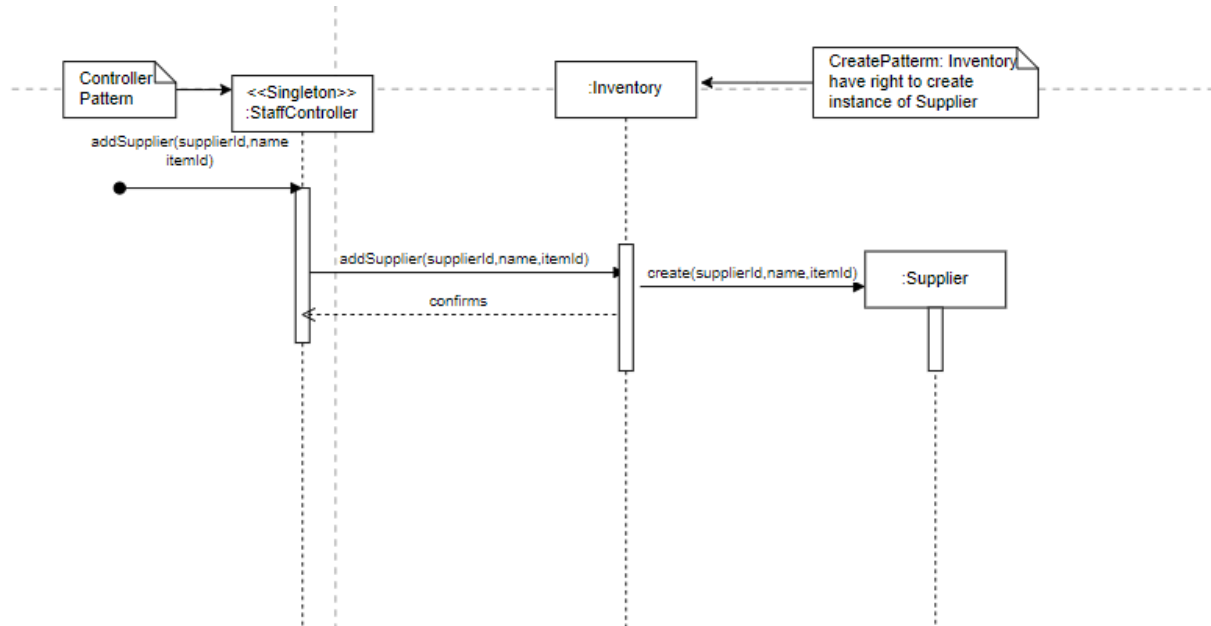 Controller
Pattern
<<Singleton>>
:StaffController
:Inventory
CreatePatterm: Inventory
have right to create
instance of Supplier
addSupplier(supplierId,name
itemId)
addSupplier(supplierId,name,itemId)
create(supplierId,name,itemId)
:Supplier
confirms